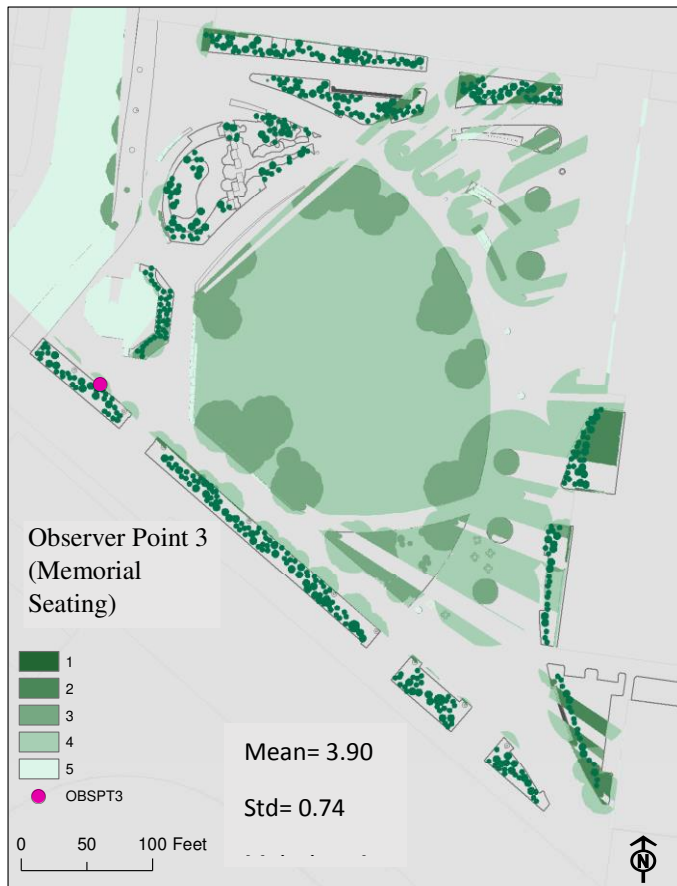 Observer Point 3
(Memorial
Seating)
1
2
3
4
5
OBSPT3
Mean= 3.90
Std= 0.74
0 50 100 Feet
N